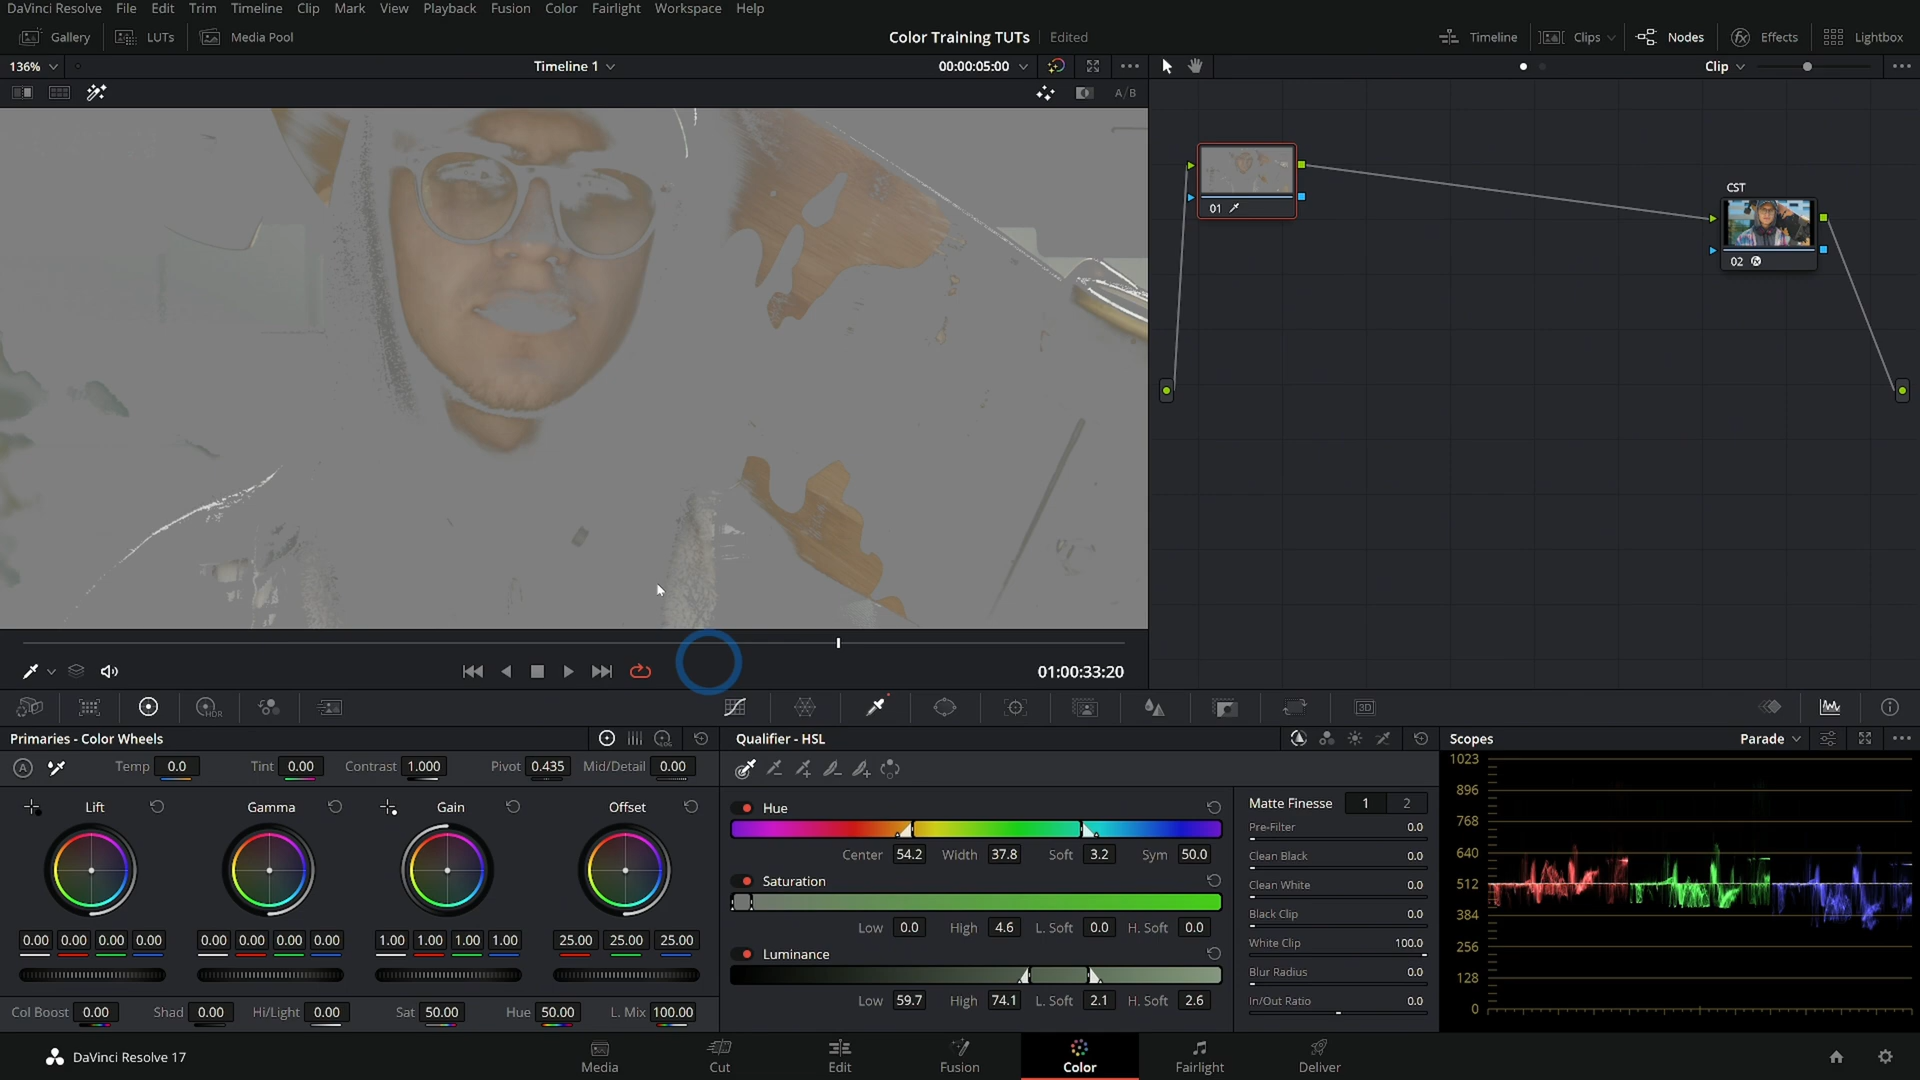 DaVinci Resolve File Edit Trim Timeline Clip Mark View Playback Fusion Color Fairlight Workspace Help
Gallery LUTs Media Pool Color Training TUTs Edited Timeline Clips Nodes Effects Lightbox
136% Timeline 1 00:00:05:00 Clip
A/B
CST
01
02
01:00:33:20
HDR
3D
Primaries - Color Wheels Qualifier - HSL Scopes Parade
A Temp 0.0 Tint 0.00 Contrast 1.000 Pivot 0.435 Mid/Detail 0.00
Lift Gamma Gain Offset
0.00 0.00 0.00 0.00 0.00 0.00 0.00 0.00 1.00 1.00 1.00 1.00 25.00 25.00 25.00
Col Boost 0.00 Shad 0.00 Hi/Light 0.00 Sat 50.00 Hue 50.00 L. Mix 100.00
Hue
Center 54.2 Width 37.8 Soft 3.2 Sym 50.0
Saturation
Low 0.0 High 4.6 L. Soft 0.0 H. Soft 0.0
Luminance
Low 59.7 High 74.1 L. Soft 2.1 H. Soft 2.6
Matte Finesse 1 2
Pre-Filter 0.0
Clean Black 0.0
Clean White 0.0
Black Clip 0.0
White Clip 100.0
Blur Radius 0.0
In/Out Ratio 0.0
1023
896
768
640
512
384
256
128
0
DaVinci Resolve 17 Media Cut Edit Fusion Color Fairlight Deliver